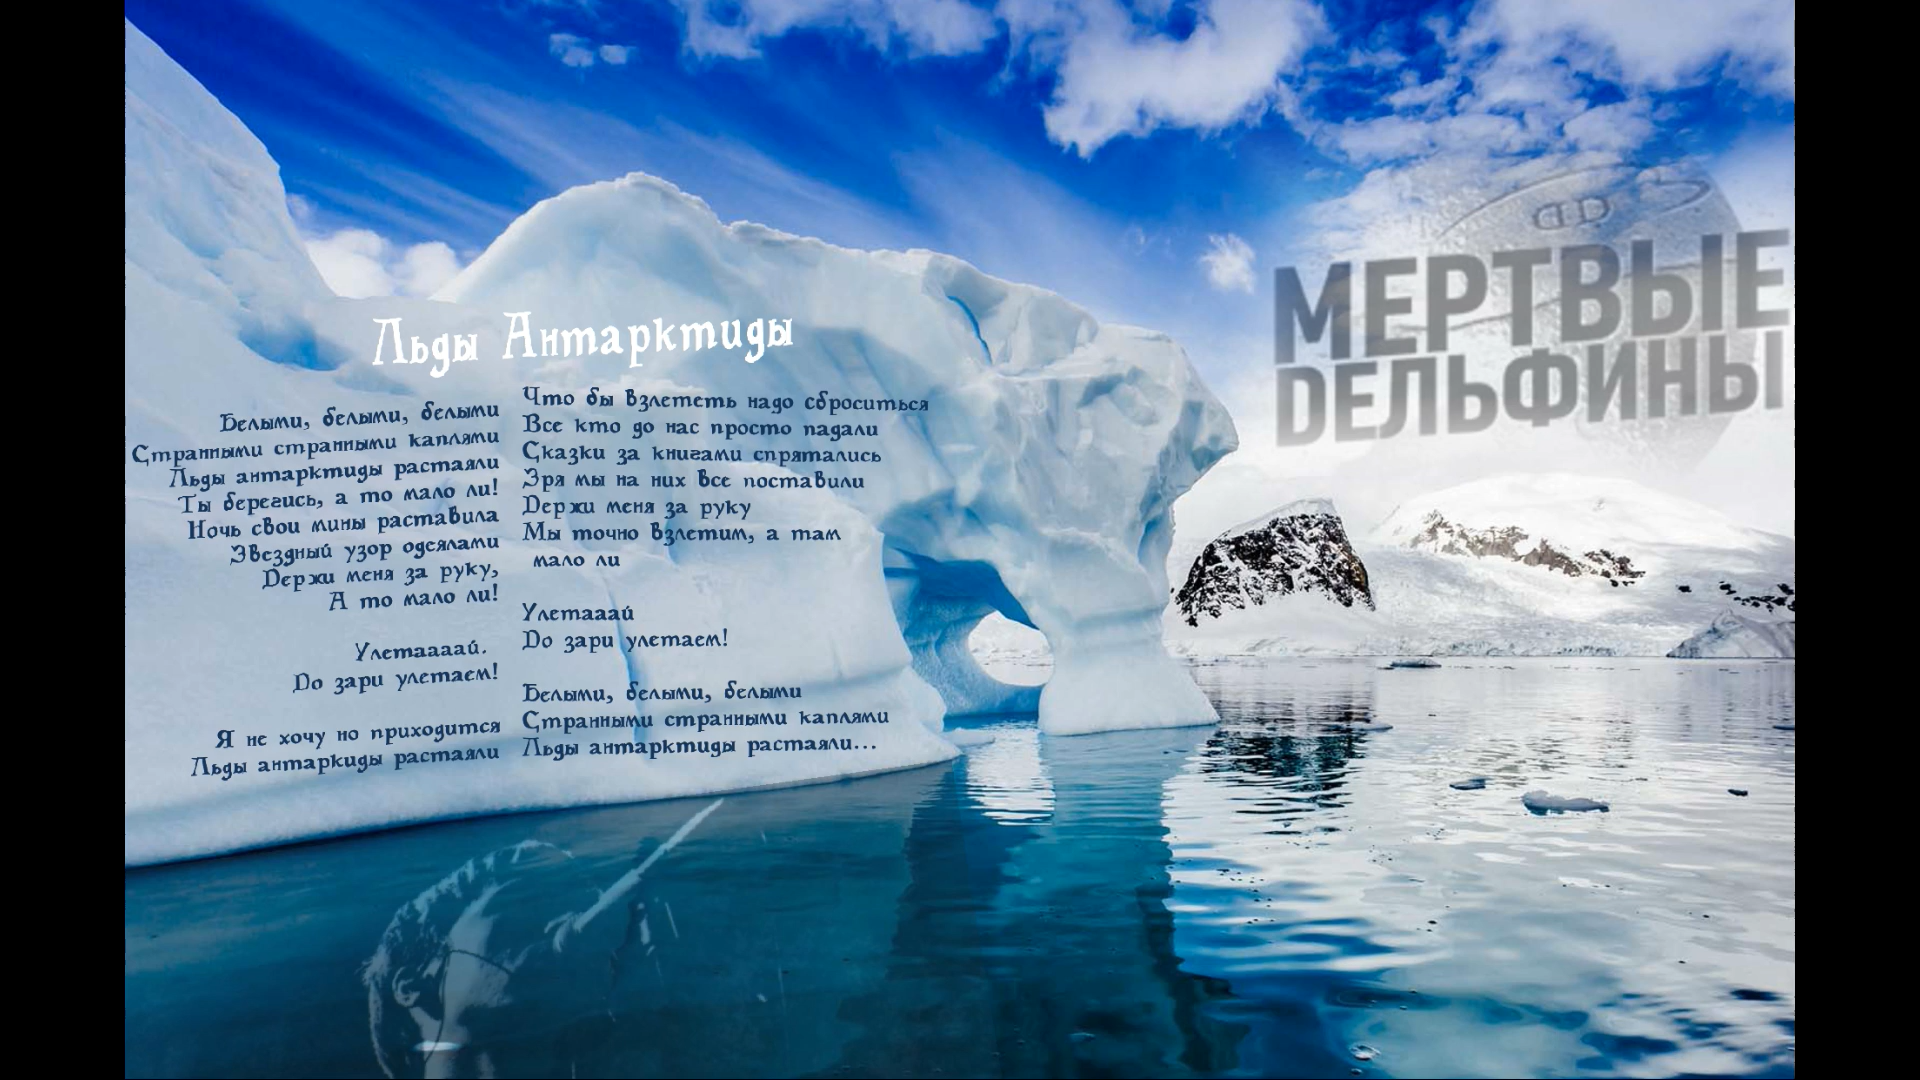 Льды Антарктиды
Белыми, белыми, белыми
Странными странными каплями
Льды антарктиды растаяли
Ты берегись, а то мало ли!
Ночь свои мины раставила
Звездный узор одеялами
Держи меня за руку,
А то мало ли!
Улетаааай.
До зари улетаем!
Я не хочу но приходится
Льды антаркиды растаяли
Что бы взлететь надо сброситься
Все кто до нас просто падали
Сказки за книгами спрятались
Зря мы на них все поставили
Держи меня за руку
Мы точно взлетим, а там
мало ли
Улетаааай
До зари улетаем!
Белыми, белыми, белыми
Странными странными каплями
Льды антарктиды растаяли...
DD
МЕРТВЫЕ
DЕЛЬФИНЫ